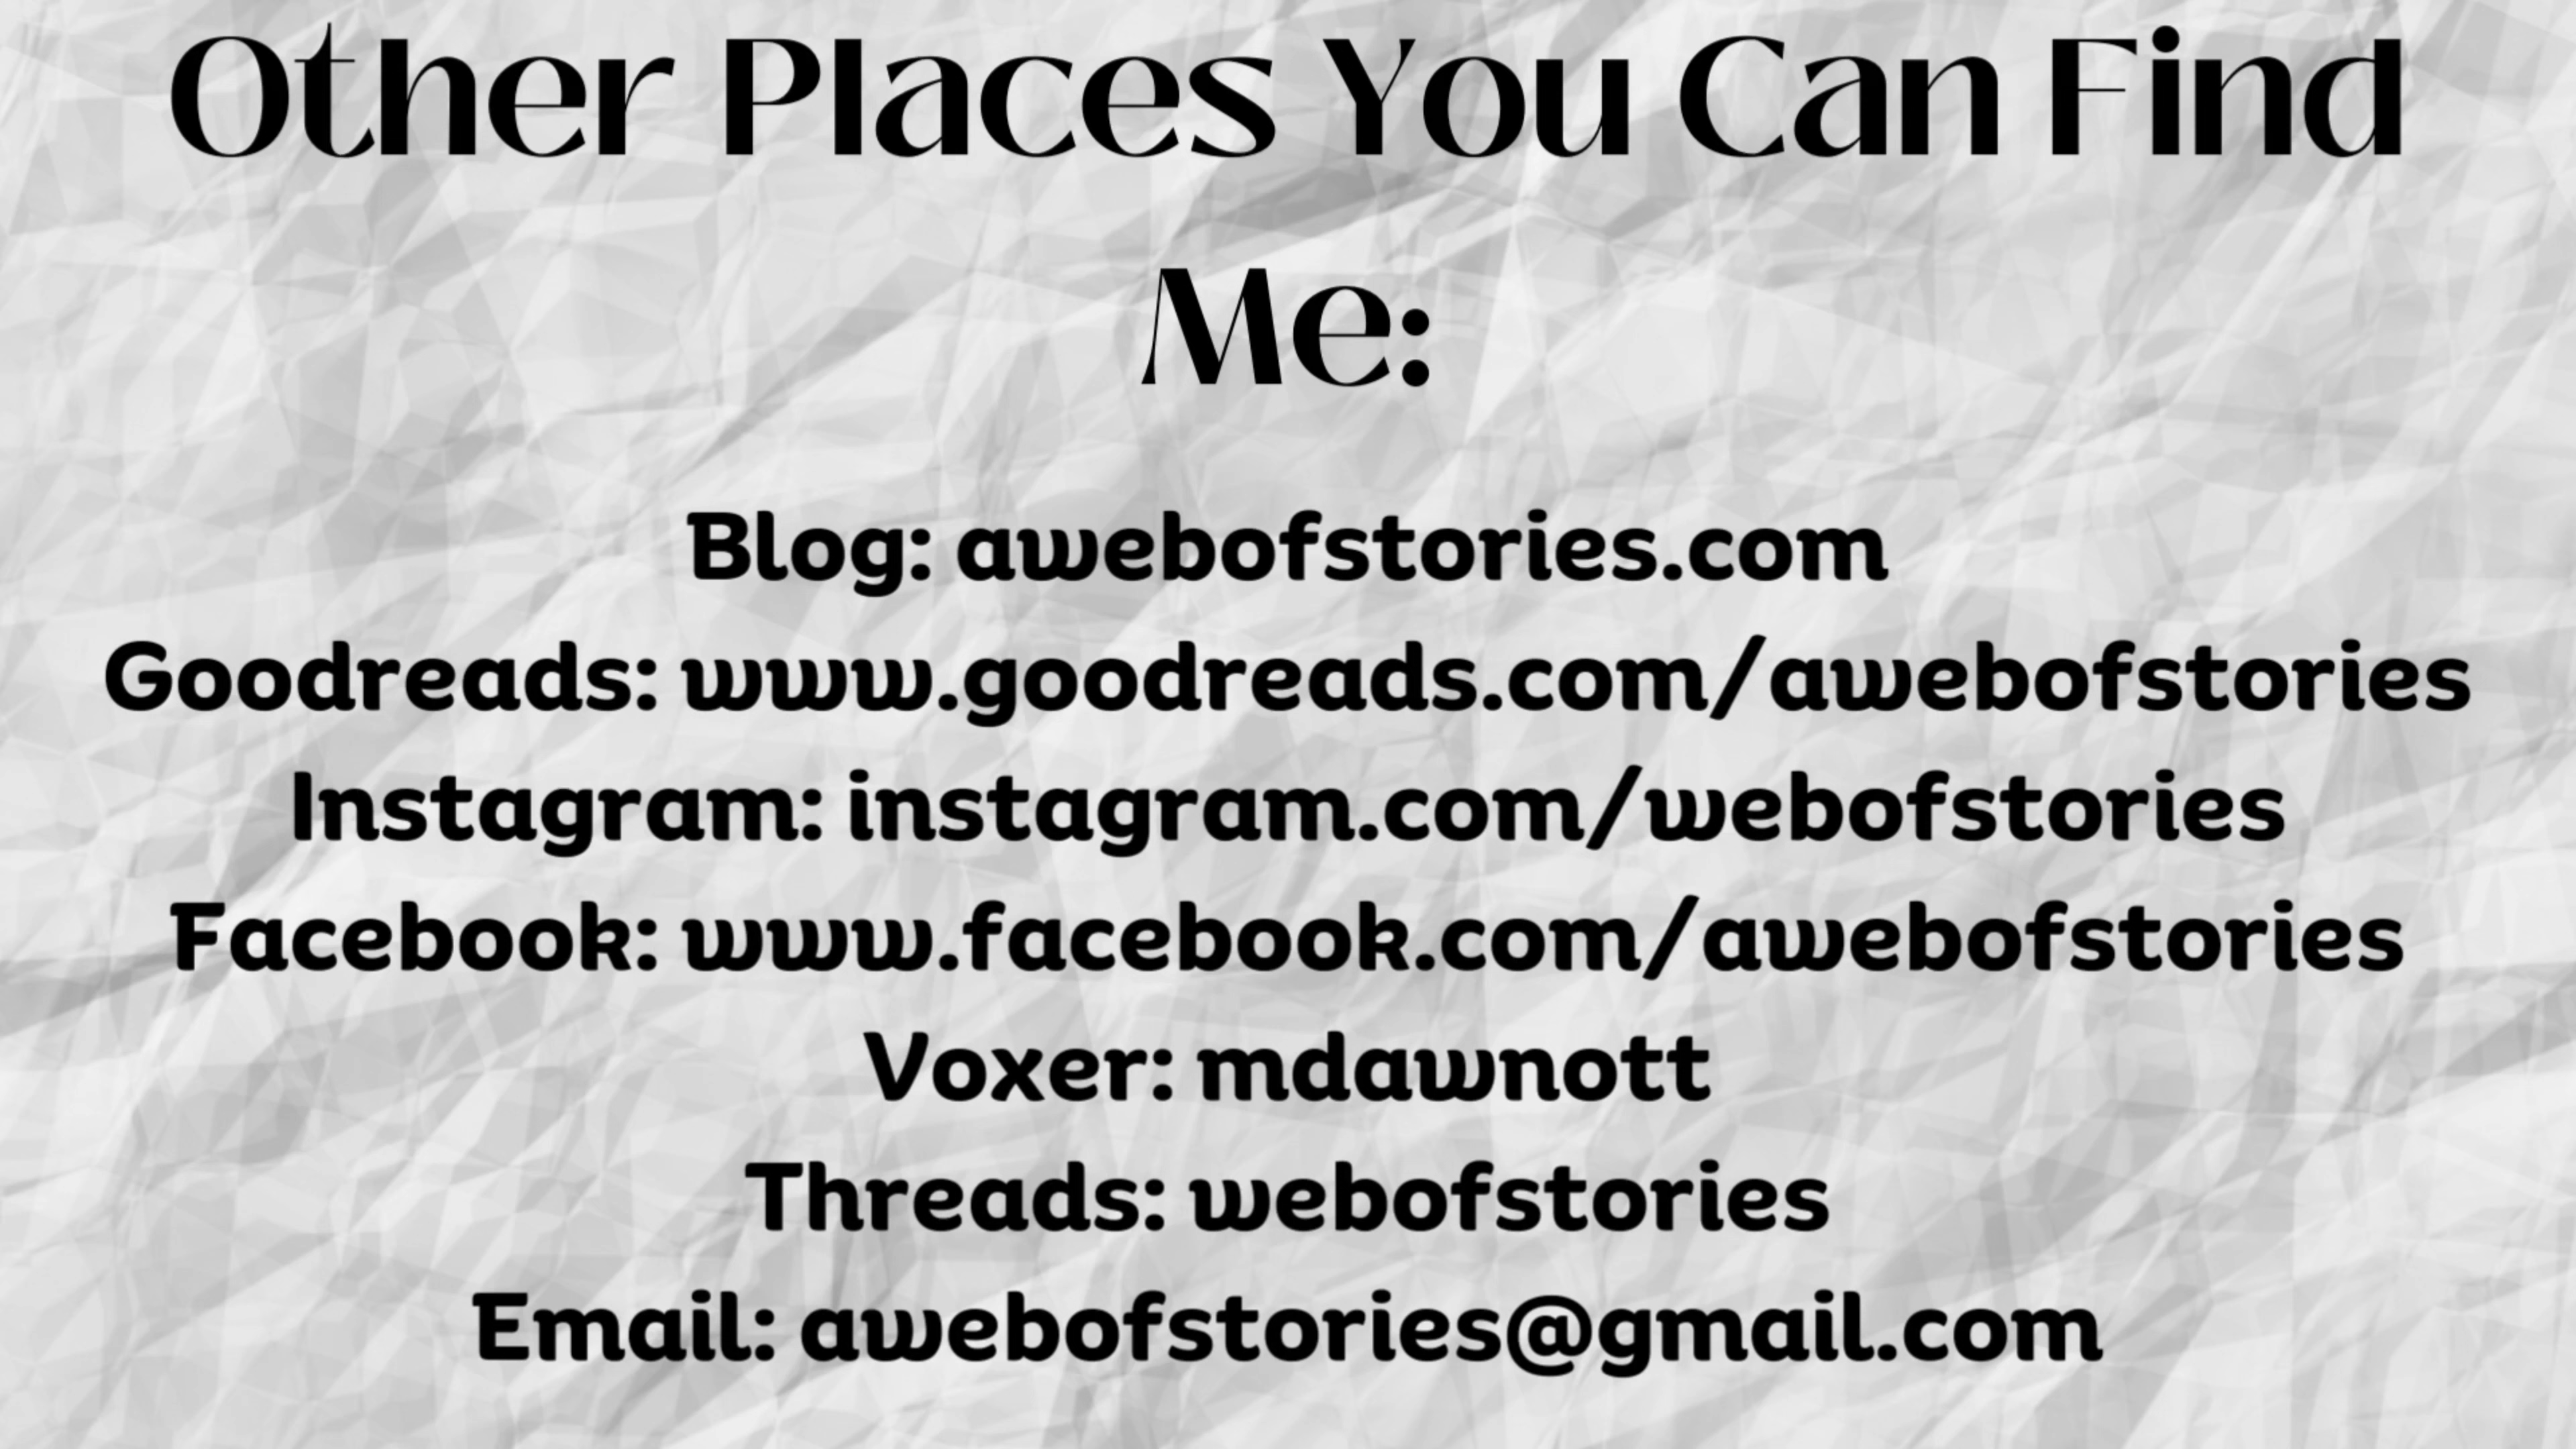 Other Places You Can Find
Me:
Blog: awebofstories.com
Goodreads: www.goodreads.com/awebofstories
Instagram: instagram.com/webofstories
Facebook: www.facebook.com/awebofstories
Voxer: mdawnott
Threads: webofstories
Email: awebofstories@gmail.com